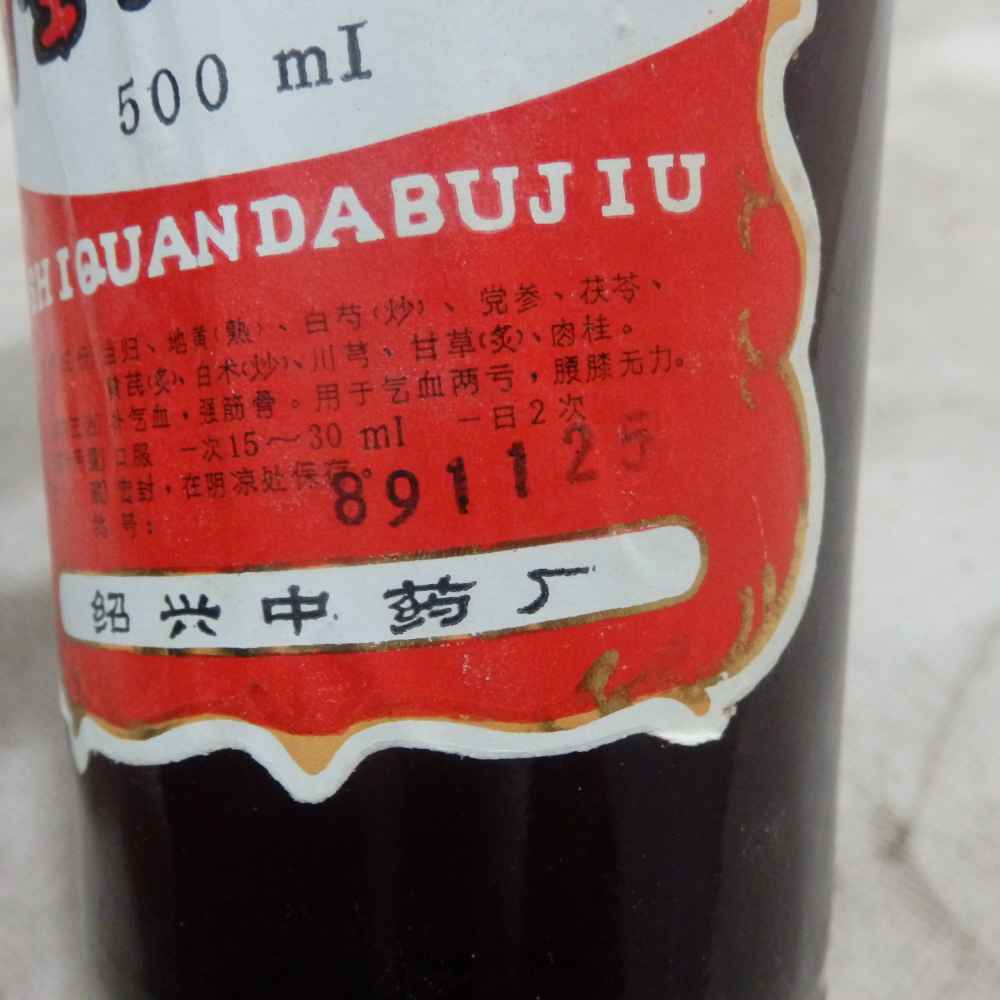 500 ml
SHIQUANDABUJIU
当归、地黄(熟)、白芍(炒)、党参、茯苓、
黄芪(炙)、白术(炒)、川芎、甘草(炙)、肉桂。
补气血，强筋骨。用于气血两亏，腰膝无力。
口服 一次15～30 ml 一日2次
密封，在阴凉处保存。
号：
891125
绍兴中药厂